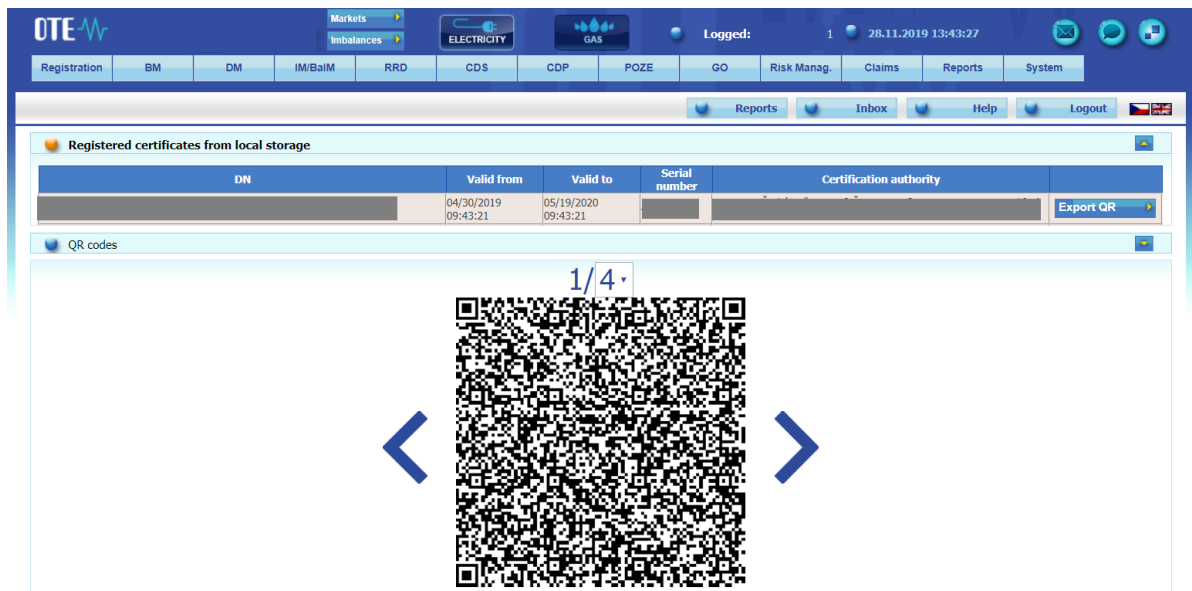 OTE
Markets
Imbalances
ELECTRICITY
GAS
Logged:
1
28.11.2019 13:43:27
Registration BM DM IM/BalM RRD CDS CDP POZE GO Risk Manag. Claims Reports System
Reports Inbox Help Logout
Registered certificates from local storage
DN Valid from Valid to Serial number Certification authority
04/30/2019 09:43:21 05/19/2020 09:43:21 Export QR
QR codes
1/4